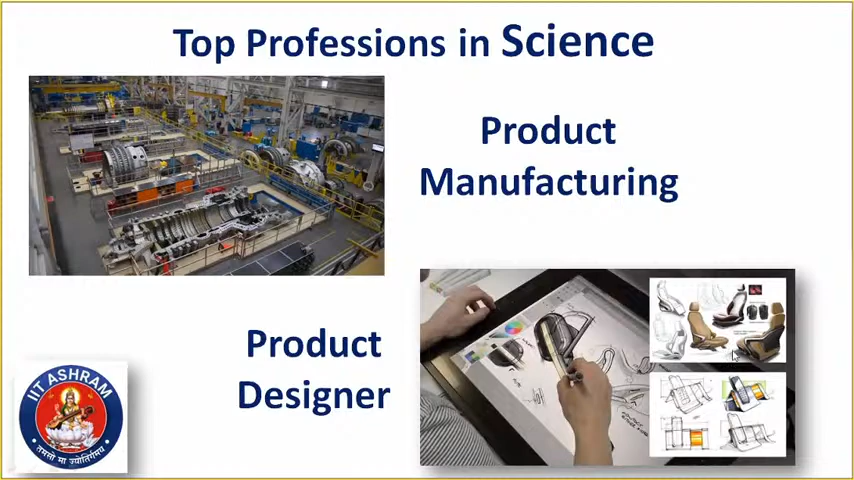 Top Professions in Science
Product
Manufacturing
Product
Designer
IIT ASHRAM
तमसो मा ज्योतिर्गमय